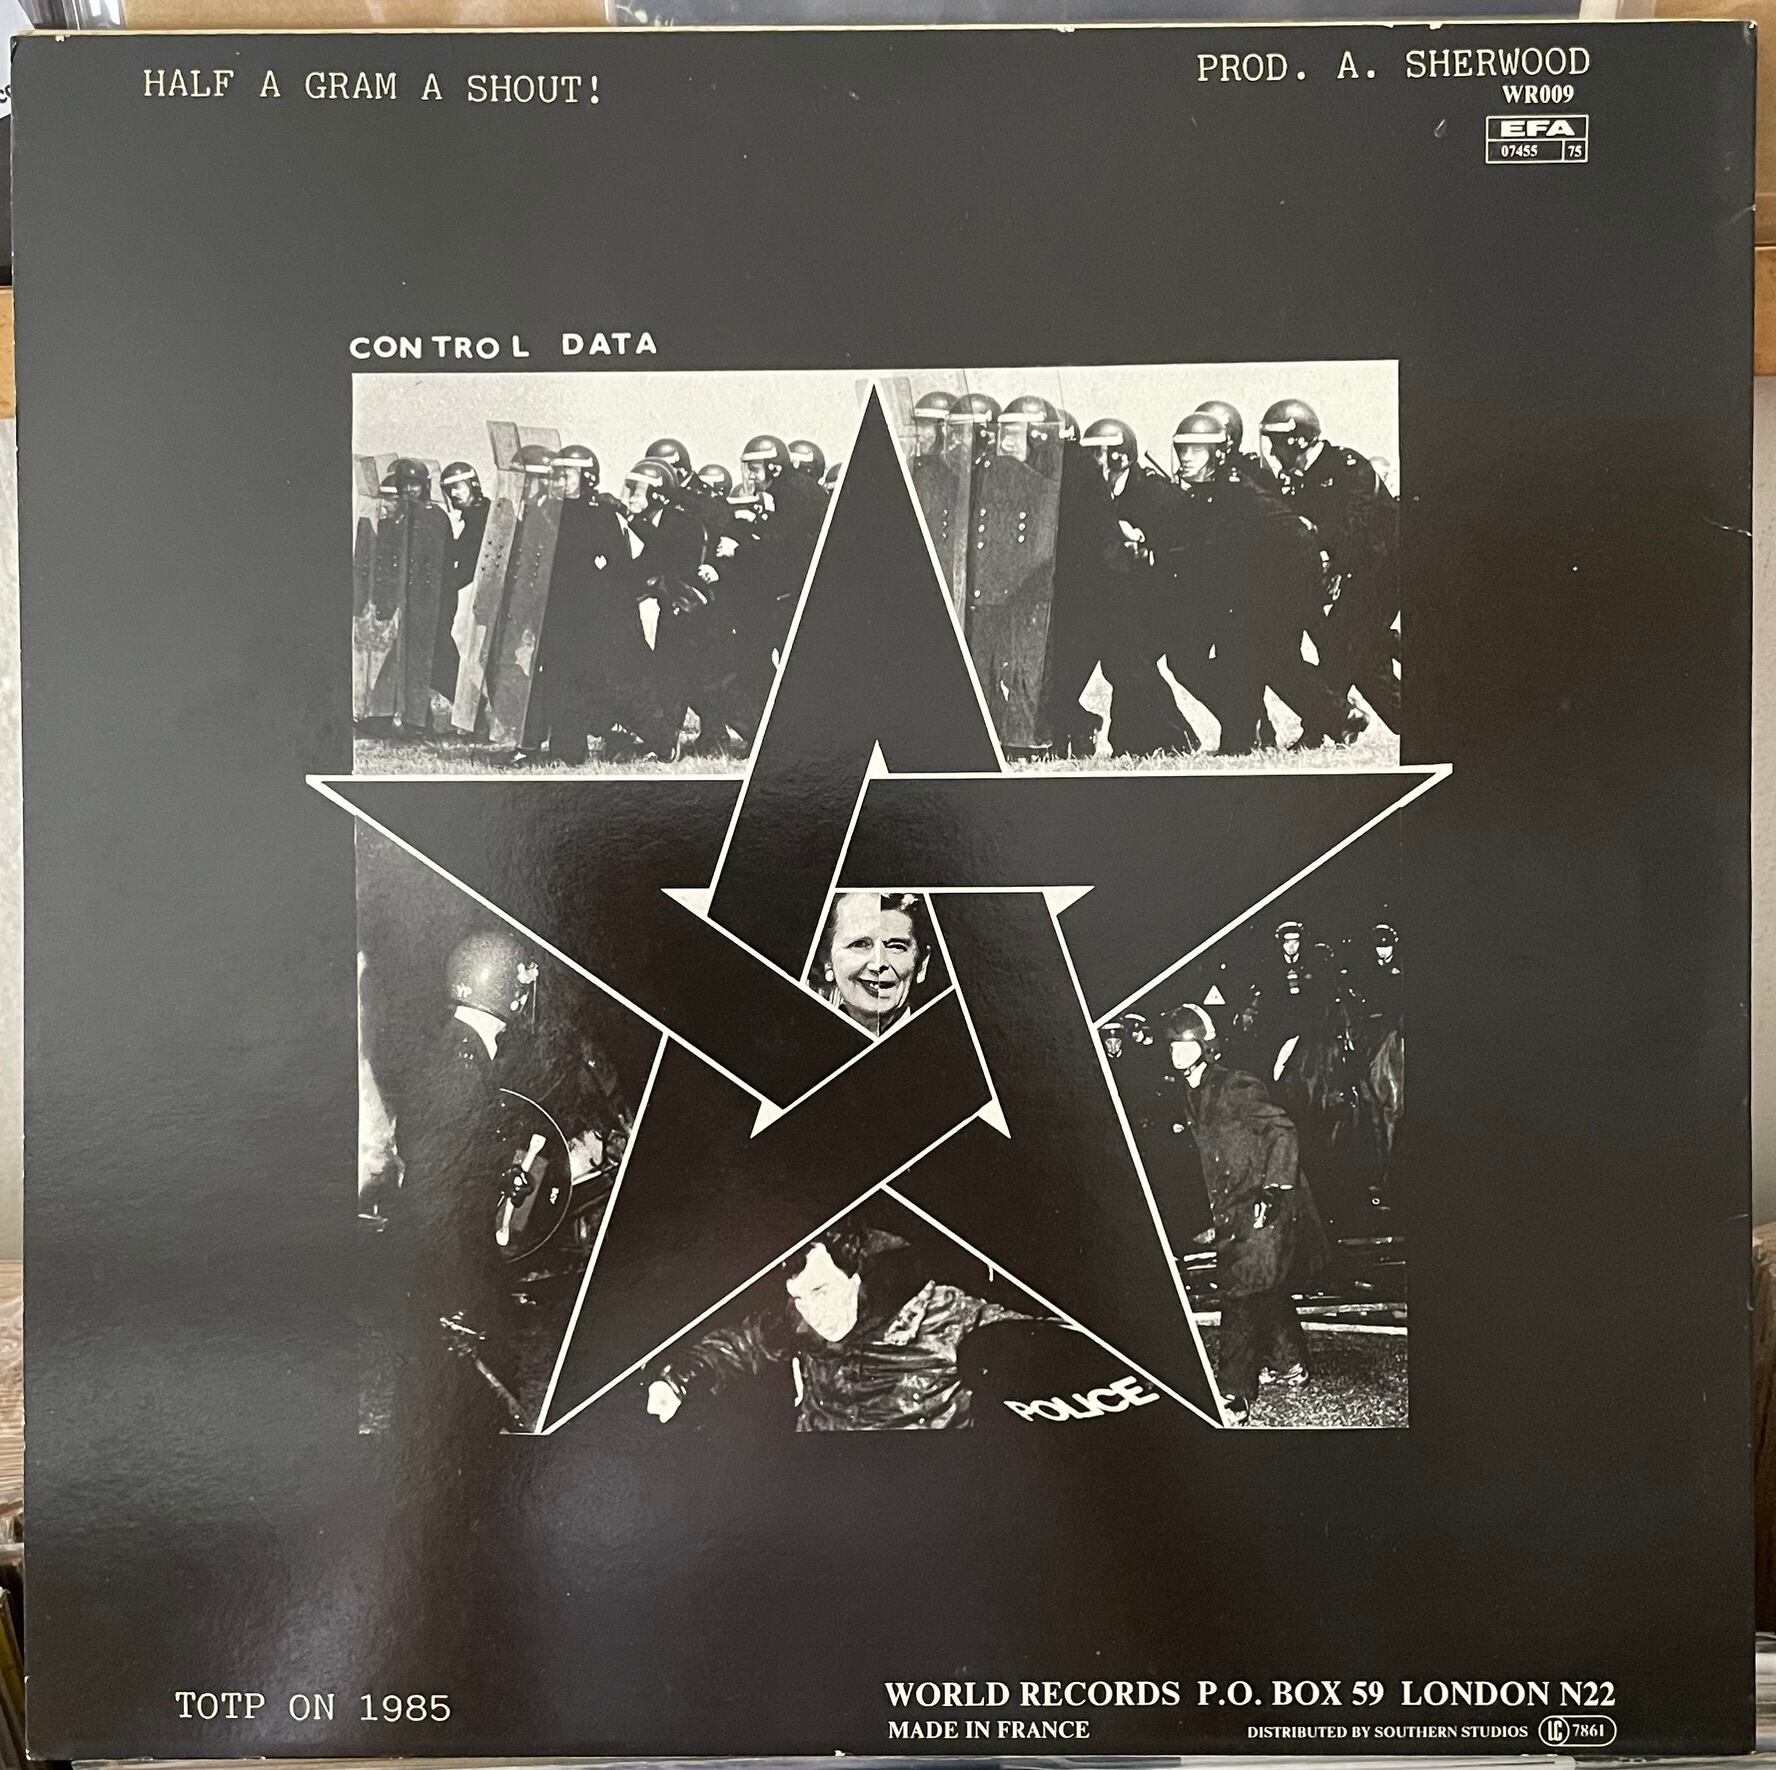 HALF A GRAM A SHOUT!
PROD. A. SHERWOOD
WR009
EFA
07455 75
CONTROL DATA
POLICE
TOTP ON 1985
WORLD RECORDS P.O. BOX 59 LONDON N22
MADE IN FRANCE
DISTRIBUTED BY SOUTHERN STUDIOS LC 7861